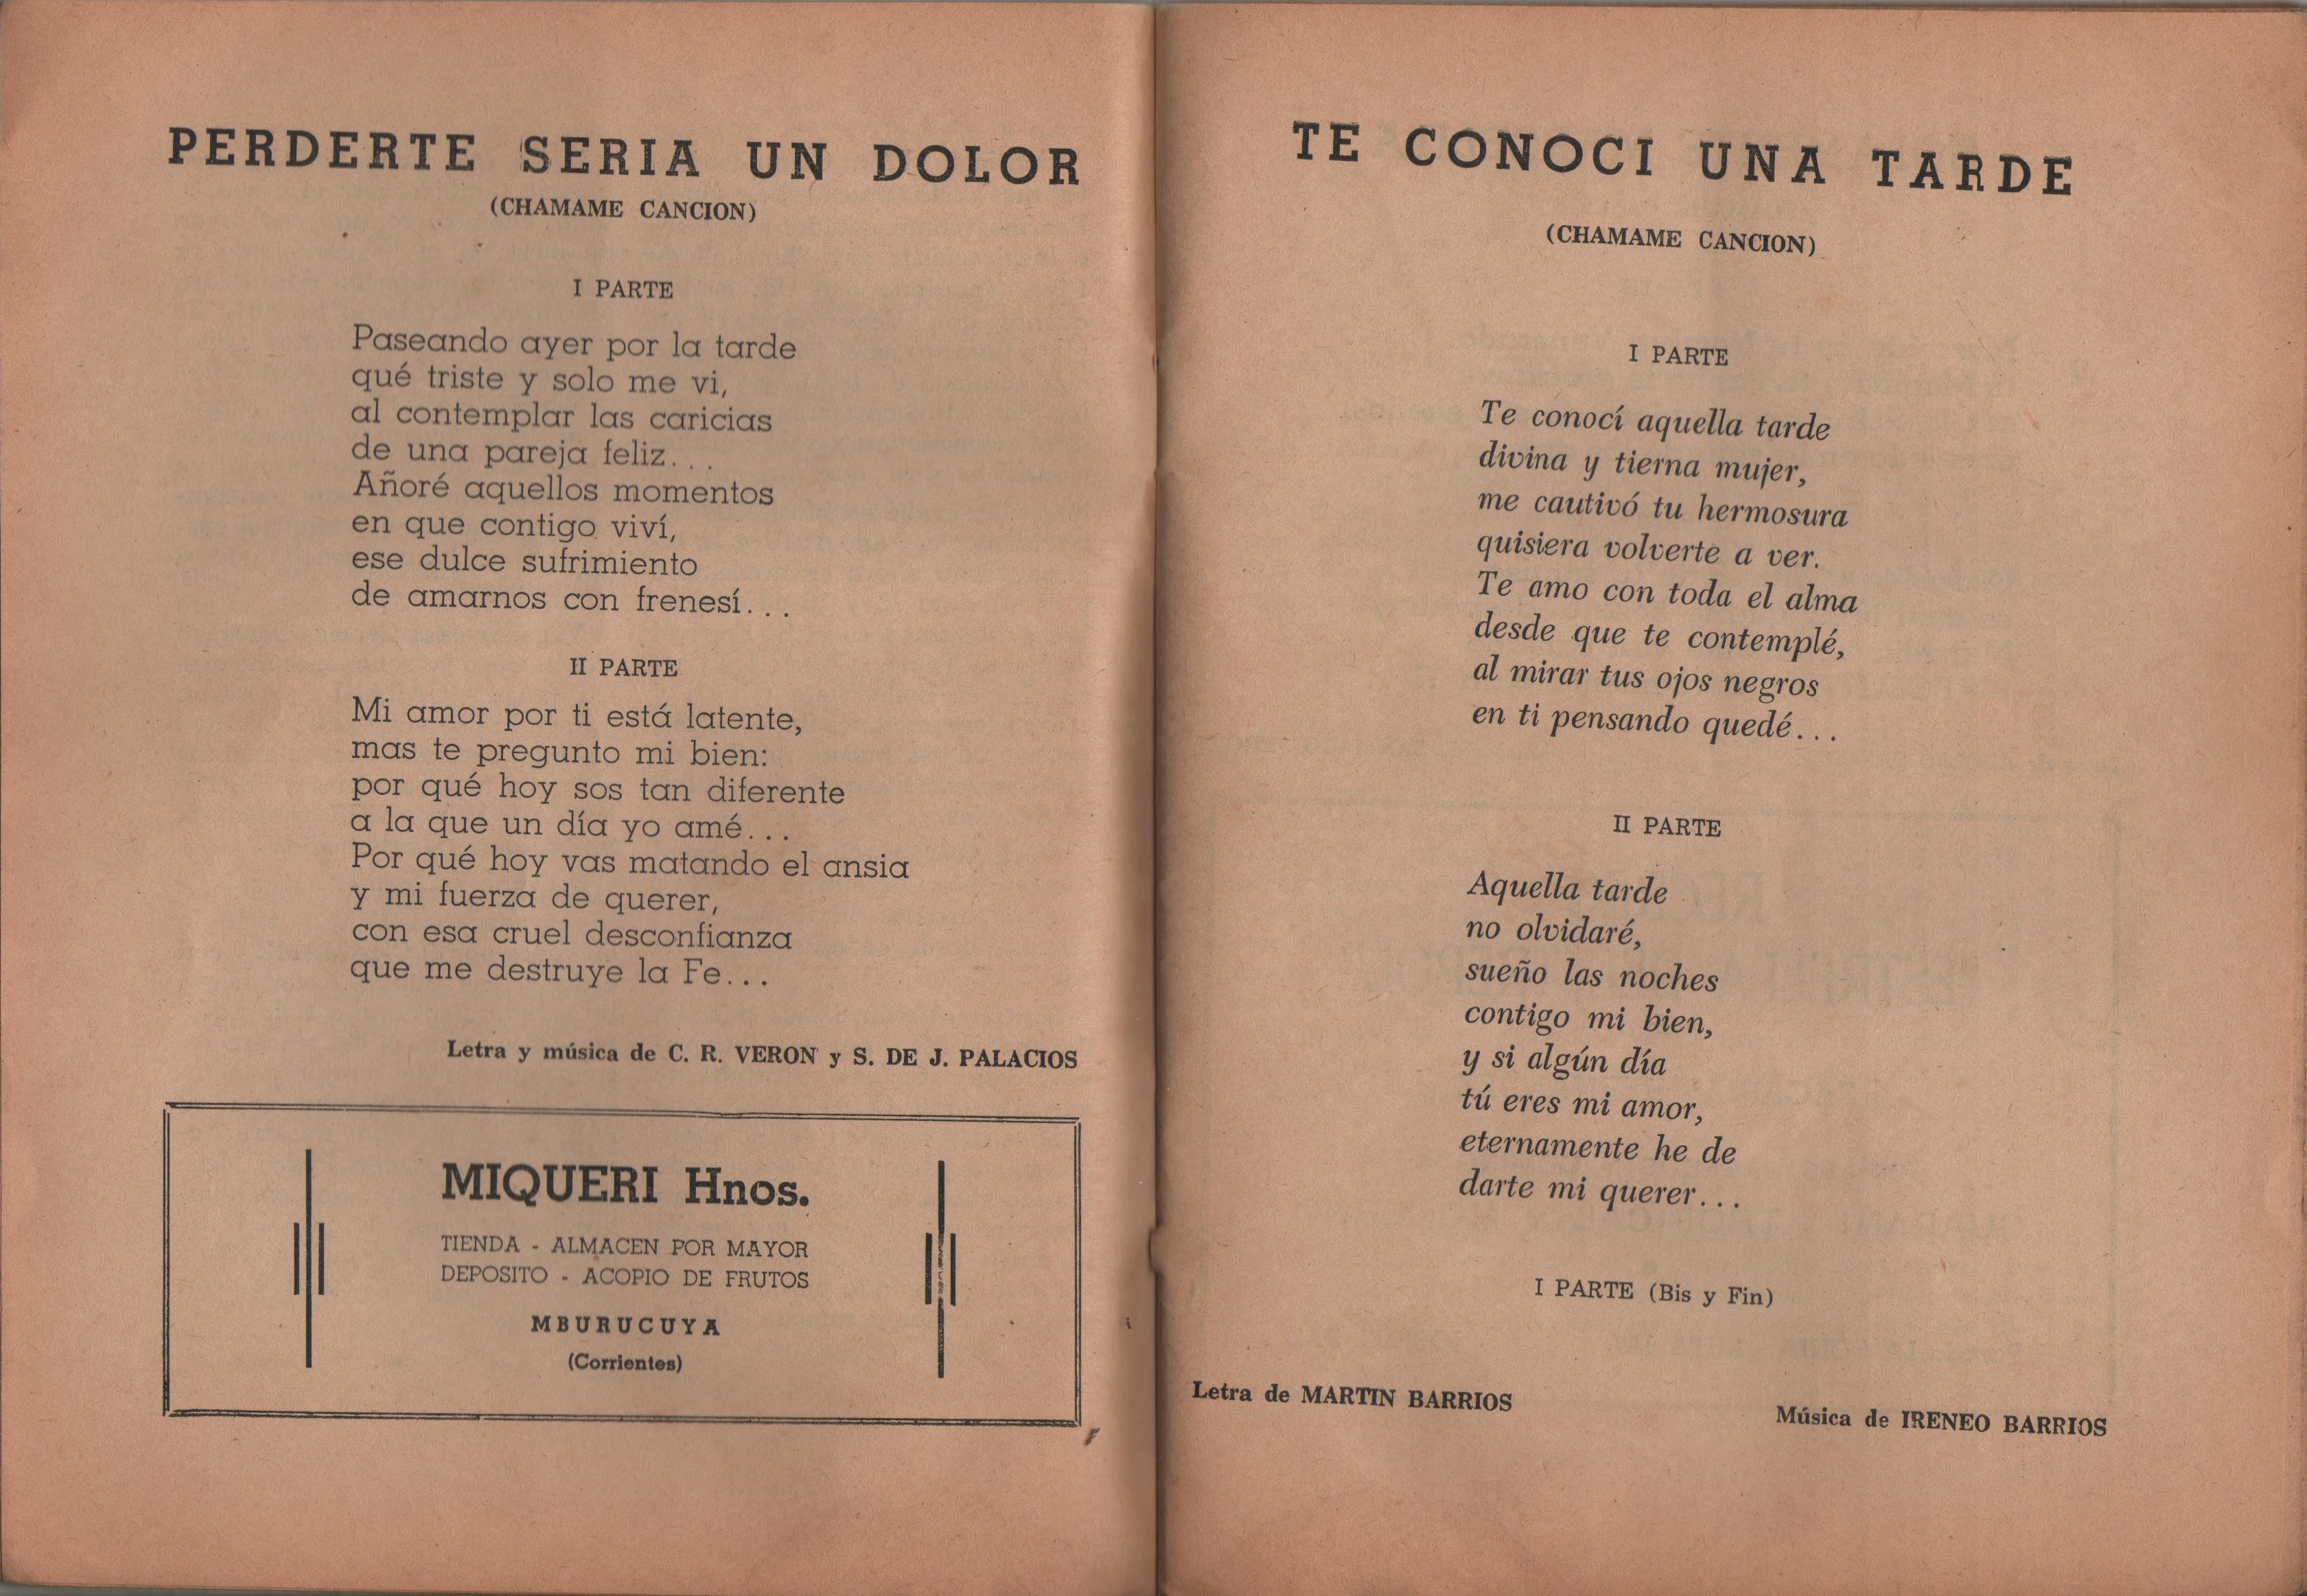 PERDERTE SERIA UN DOLOR
(CHAMAME CANCION)
I PARTE
Paseando ayer por la tarde
qué triste y solo me vi,
al contemplar las caricias
de una pareja feliz...
Añoré aquellos momentos
en que contigo viví,
ese dulce sufrimiento
de amarnos con frenesí...
II PARTE
Mi amor por ti está latente,
mas te pregunto mi bien:
por qué hoy sos tan diferente
a la que un día yo amé...
Por qué hoy vas matando el ansia
y mi fuerza de querer,
con esa cruel desconfianza
que me destruye la Fe...
Letra y música de C. R. VERON y S. DE J. PALACIOS
MIQUERI Hnos.
TIENDA - ALMACEN POR MAYOR
DEPOSITO - ACOPIO DE FRUTOS
MBURUCUYA
(Corrientes)
TE CONOCI UNA TARDE
(CHAMAME CANCION)
I PARTE
Te conocí aquella tarde
divina y tierna mujer,
me cautivó tu hermosura
quisiera volverte a ver.
Te amo con toda el alma
desde que te contemplé,
al mirar tus ojos negros
en ti pensando quedé...
II PARTE
Aquella tarde
no olvidaré,
sueño las noches
contigo mi bien,
y si algún día
tú eres mi amor,
eternamente he de
darte mi querer...
I PARTE (Bis y Fin)
Letra de MARTIN BARRIOS
Música de IRENEO BARRIOS